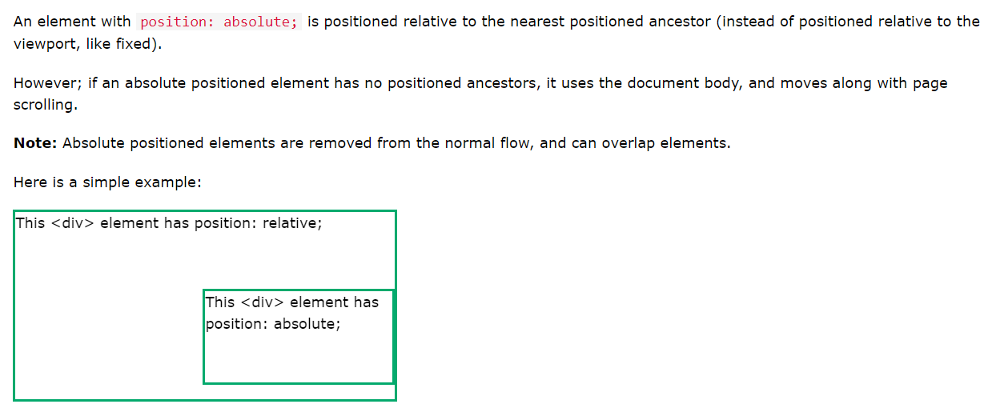 An element with position: absolute; is positioned relative to the nearest positioned ancestor (instead of positioned relative to the
viewport, like fixed).
However; if an absolute positioned element has no positioned ancestors, it uses the document body, and moves along with page
scrolling.
Note: Absolute positioned elements are removed from the normal flow, and can overlap elements.
Here is a simple example:
This <div> element has position: relative;
This <div> element has
position: absolute;